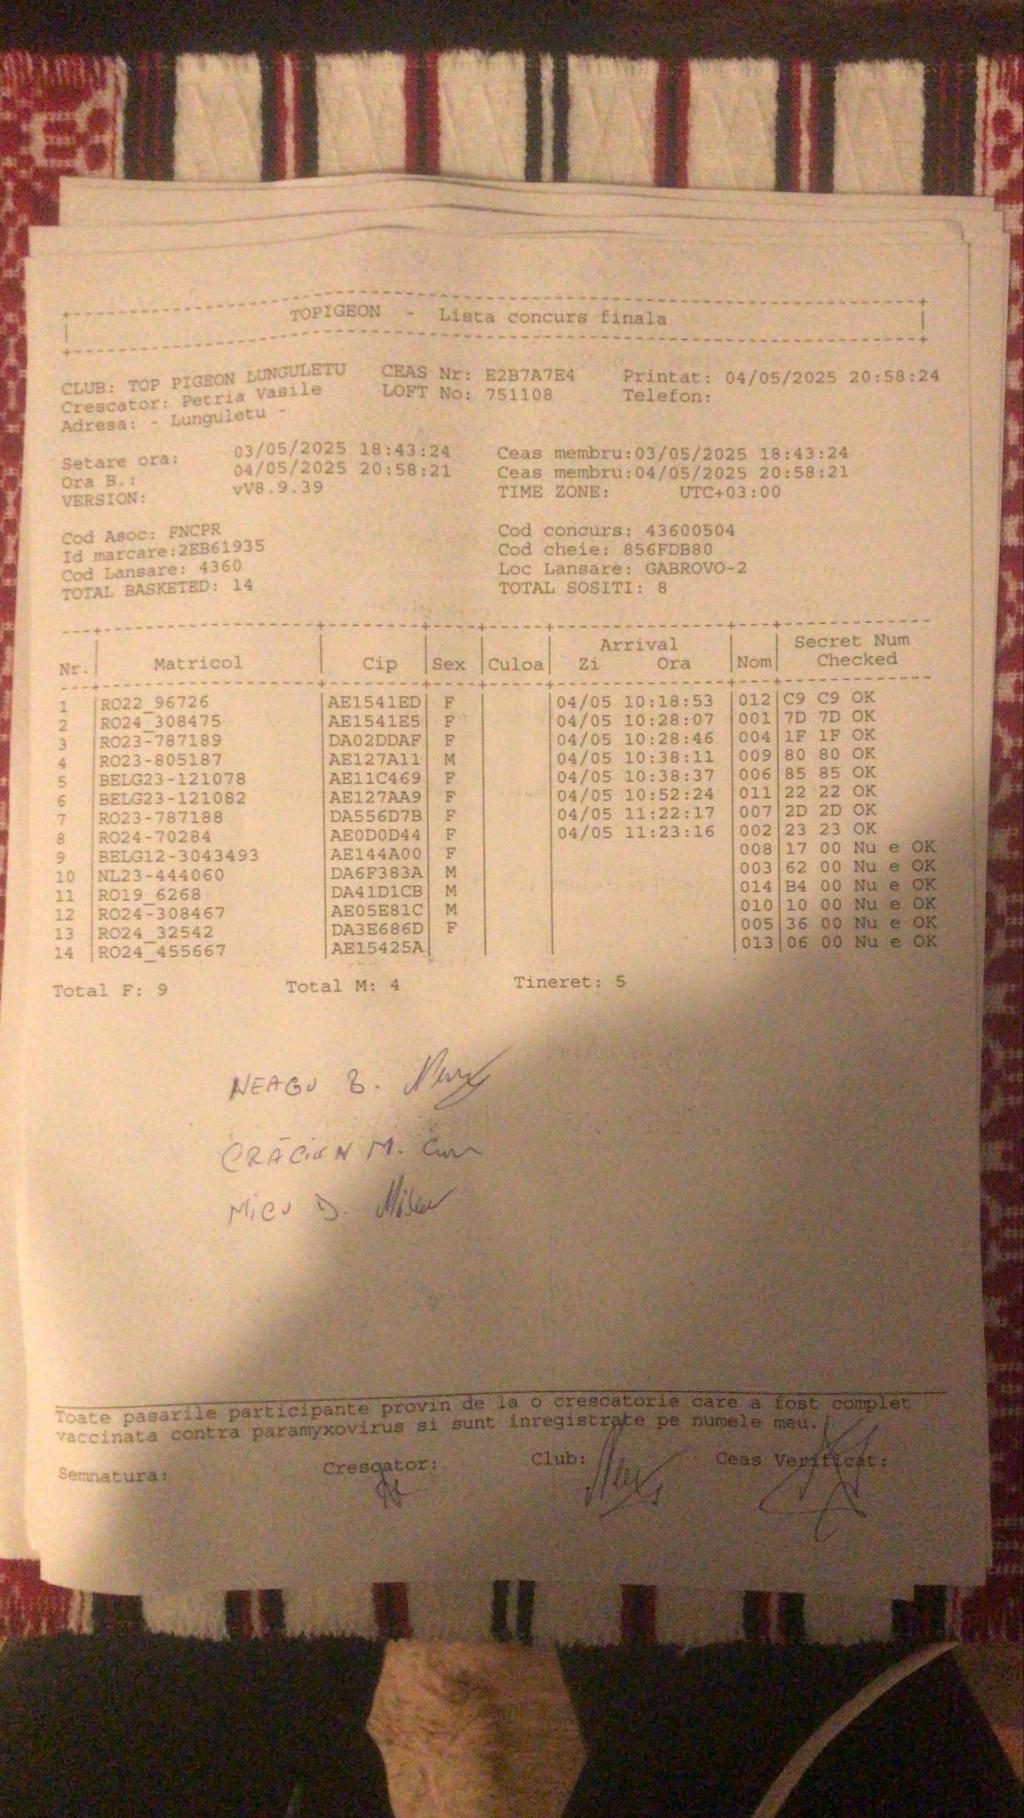 TOPIGEON - Lista concurs finala
CLUB: TOP PIGEON LUNGULETU CEAS Nr: E2B7A7E4 Printat: 04/05/2025 20:58:24
Crescator: Petria Vasile LOFT No: 751108 Telefon:
Adresa: - Lunguletu -
Setare ora: 03/05/2025 18:43:24 Ceas membru:03/05/2025 18:43:24
Ora B.: 04/05/2025 20:58:21 Ceas membru:04/05/2025 20:58:21
VERSION: vV8.9.39 TIME ZONE: UTC+03:00
Cod Asoc: FNCPR Cod concurs: 43600504
Id marcare:2EB61935 Cod cheie: 856FDB80
Cod Lansare: 4360 Loc Lansare: GABROVO-2
TOTAL BASKETED: 14 TOTAL SOSITI: 8
Arrival Secret Num
Nr. Matricol Cip Sex Culoa Zi Ora Nom Checked
1 RO22_96726 AE1541ED F 04/05 10:18:53 012 C9 C9 OK
2 RO24_308475 AE1541E5 F 04/05 10:28:07 001 7D 7D OK
3 RO23-787189 DA02DDAF F 04/05 10:28:46 004 1F 1F OK
4 RO23-805187 AE127A11 M 04/05 10:38:11 009 80 80 OK
5 BELG23-121078 AE11C469 F 04/05 10:38:37 006 85 85 OK
6 BELG23-121082 AE127AA9 F 04/05 10:52:24 011 22 22 OK
7 RO23-787188 DA556D7B F 04/05 11:22:17 007 2D 2D OK
8 RO24-70284 AE0D0D44 F 04/05 11:23:16 002 23 23 OK
9 BELG12-3043493 AE144A00 F 008 17 00 Nu e OK
10 NL23-444060 DA6F383A M 003 62 00 Nu e OK
11 RO19_6268 DA41D1CB M 014 B4 00 Nu e OK
12 RO24-308467 AE05E81C M 010 10 00 Nu e OK
13 RO24_32542 DA3E686D F 005 36 00 Nu e OK
14 RO24_455667 AE15425A 013 06 00 Nu e OK
Total F: 9 Total M: 4 Tineret: 5
NEAGU B.
CRĂCIUN M.
MICU D.
Toate pasarile participante provin de la o crescatorie care a fost complet
vaccinata contra paramyxovirus si sunt inregistrate pe numele meu.
Semnatura: Crescator: Club: Ceas Verificat: